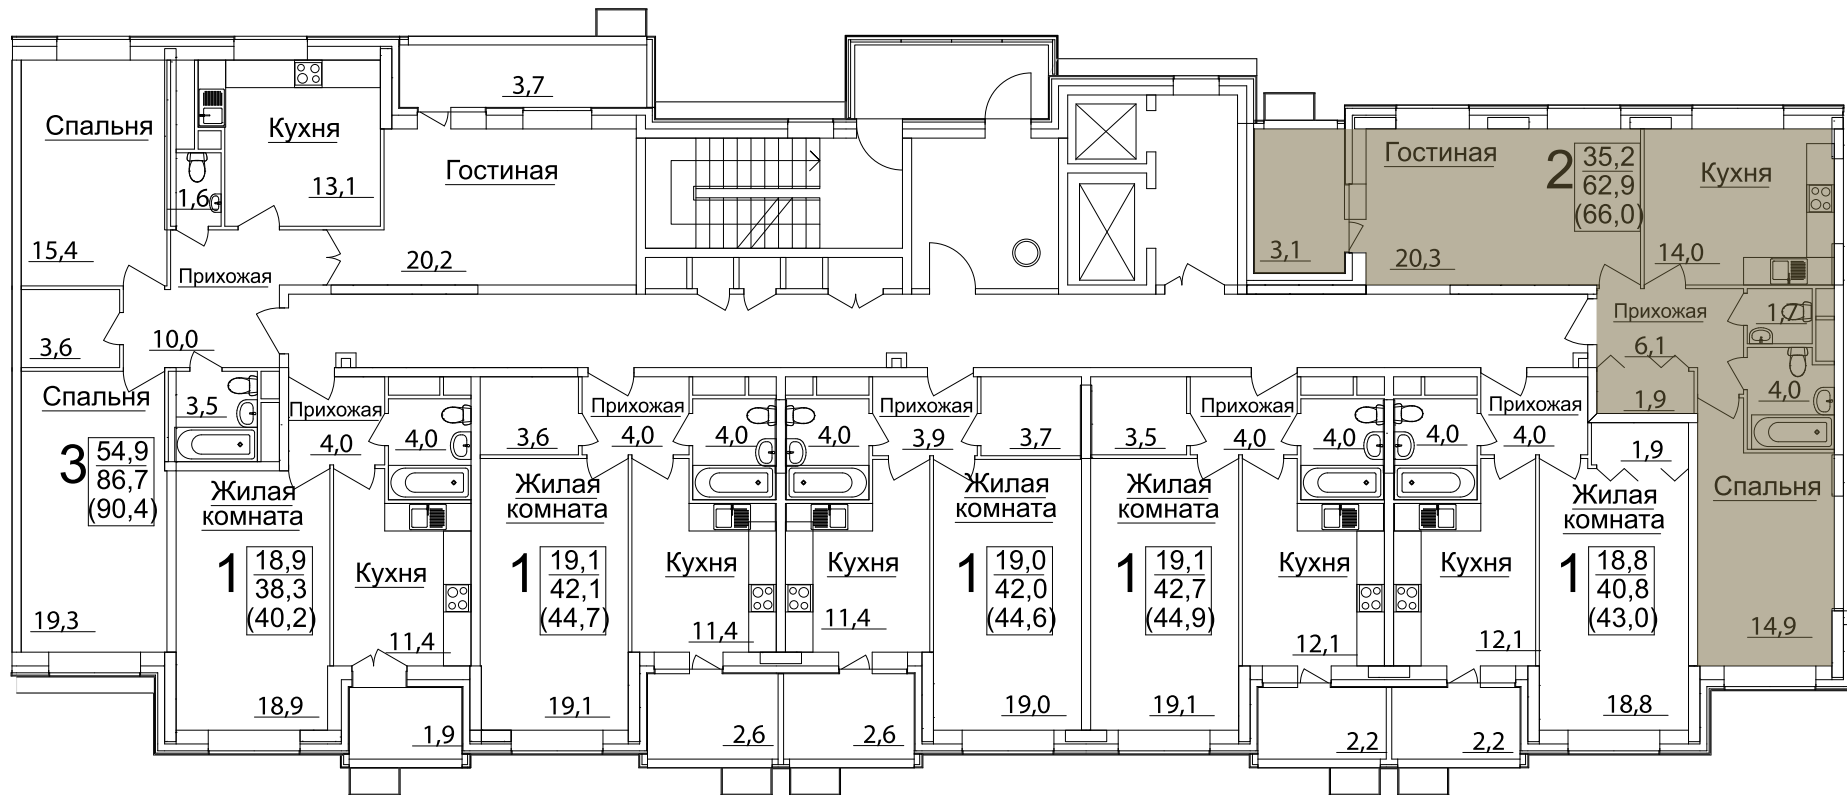 3,7
Спальня
Кухня
Гостиная
13,1
1,6
15,4
Прихожая
20,2
3,6
10,0
Спальня
3,5
3
54,9
86,7
(90,4)
19,3
Гостиная
2
35,2
62,9
(66,0)
Кухня
3,1
20,3
14,0
Прихожая
1,7
6,1
1,9
4,0
Спальня
14,9
Прихожая
4,0
4,0
Жилая
комната
1
18,9
38,3
(40,2)
Кухня
11,4
18,9
1,9
3,6
Прихожая
4,0
4,0
Жилая
комната
1
19,1
42,1
(44,7)
Кухня
11,4
19,1
2,6
4,0
Прихожая
3,9
3,7
Кухня
11,4
Жилая
комната
1
19,0
42,0
(44,6)
19,0
2,6
3,5
Прихожая
4,0
4,0
Жилая
комната
1
19,1
42,7
(44,9)
Кухня
12,1
19,1
2,2
4,0
Прихожая
4,0
1,9
Кухня
12,1
Жилая
комната
1
18,8
40,8
(43,0)
18,8
2,2